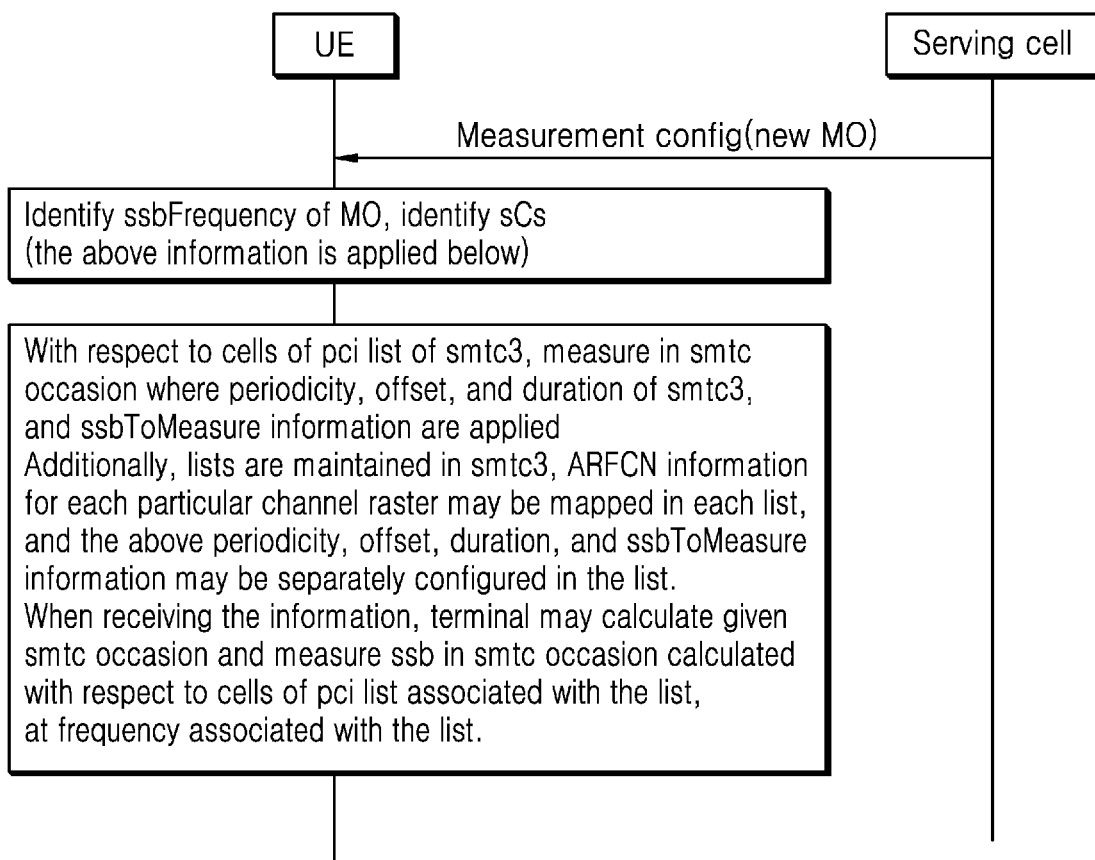 UE
Serving cell
Measurement config(new MO)
Identify ssbFrequency of MO, identify sCs
(the above information is applied below)
With respect to cells of pci list of smtc3, measure in smtc
occasion where periodicity, offset, and duration of smtc3,
and ssbToMeasure information are applied
Additionally, lists are maintained in smtc3, ARFCN information
for each particular channel raster may be mapped in each list,
and the above periodicity, offset, duration, and ssbToMeasure
information may be separately configured in the list.
When receiving the information, terminal may calculate given
smtc occasion and measure ssb in smtc occasion calculated
with respect to cells of pci list associated with the list,
at frequency associated with the list.